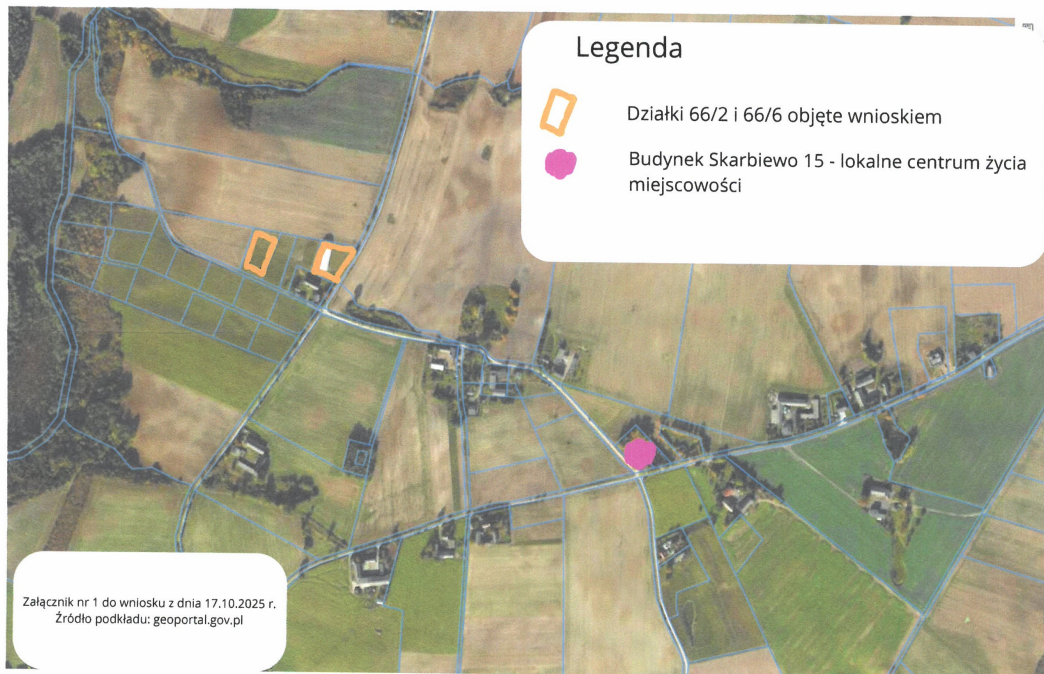 Legenda
Działki 66/2 i 66/6 objęte wnioskiem
Budynek Skarbiewo 15 - lokalne centrum życia
miejscowości
Załącznik nr 1 do wniosku z dnia 17.10.2025 r.
Źródło podkładu: geoportal.gov.pl